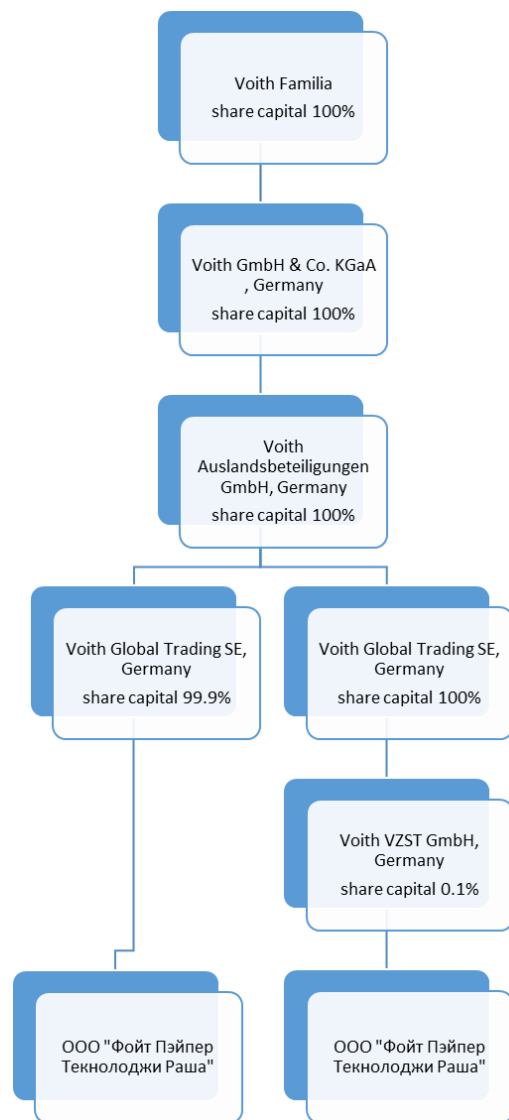 Voith Familia
share capital 100%
Voith GmbH & Co. KGaA
, Germany
share capital 100%
Voith
Auslandsbeteiligungen
GmbH, Germany
share capital 100%
Voith Global Trading SE,
Germany
share capital 99.9%
Voith Global Trading SE,
Germany
share capital 100%
Voith VZST GmbH,
Germany
share capital 0.1%
ООО "Фойт Пэйпер
Текнолоджи Раша"
ООО "Фойт Пэйпер
Текнолоджи Раша"